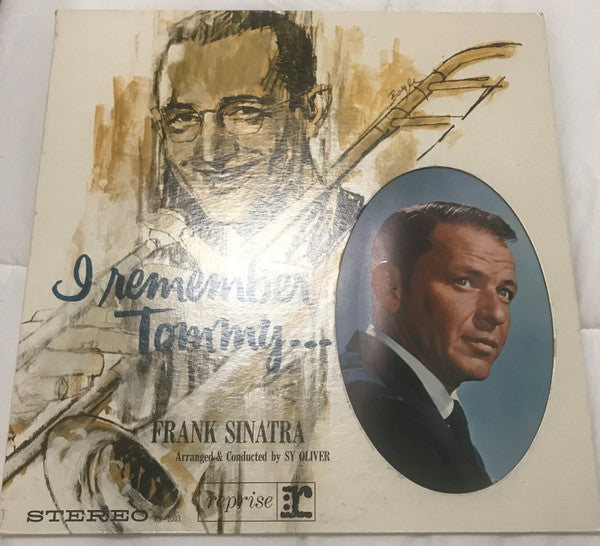 I remember
Tommy...
FRANK SINATRA
Arranged & Conducted by SY OLIVER
reprise r
STEREO